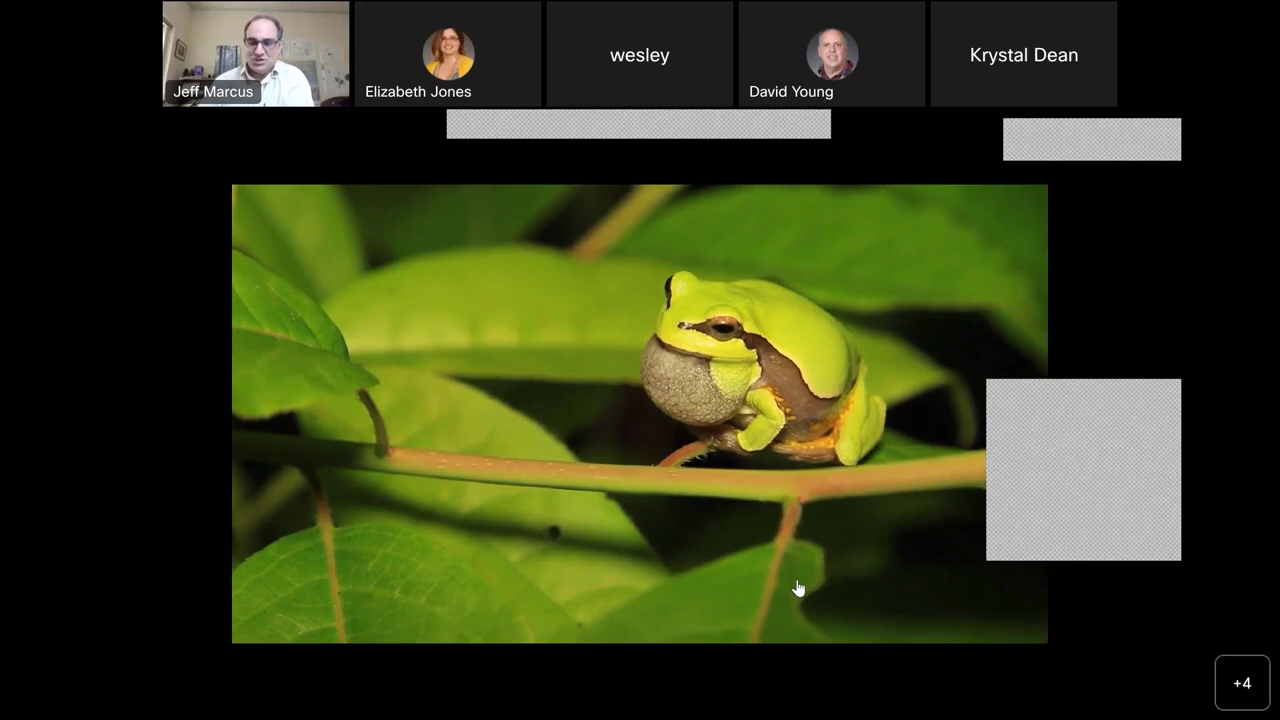 Jeff Marcus
Elizabeth Jones
wesley
David Young
Krystal Dean
+4